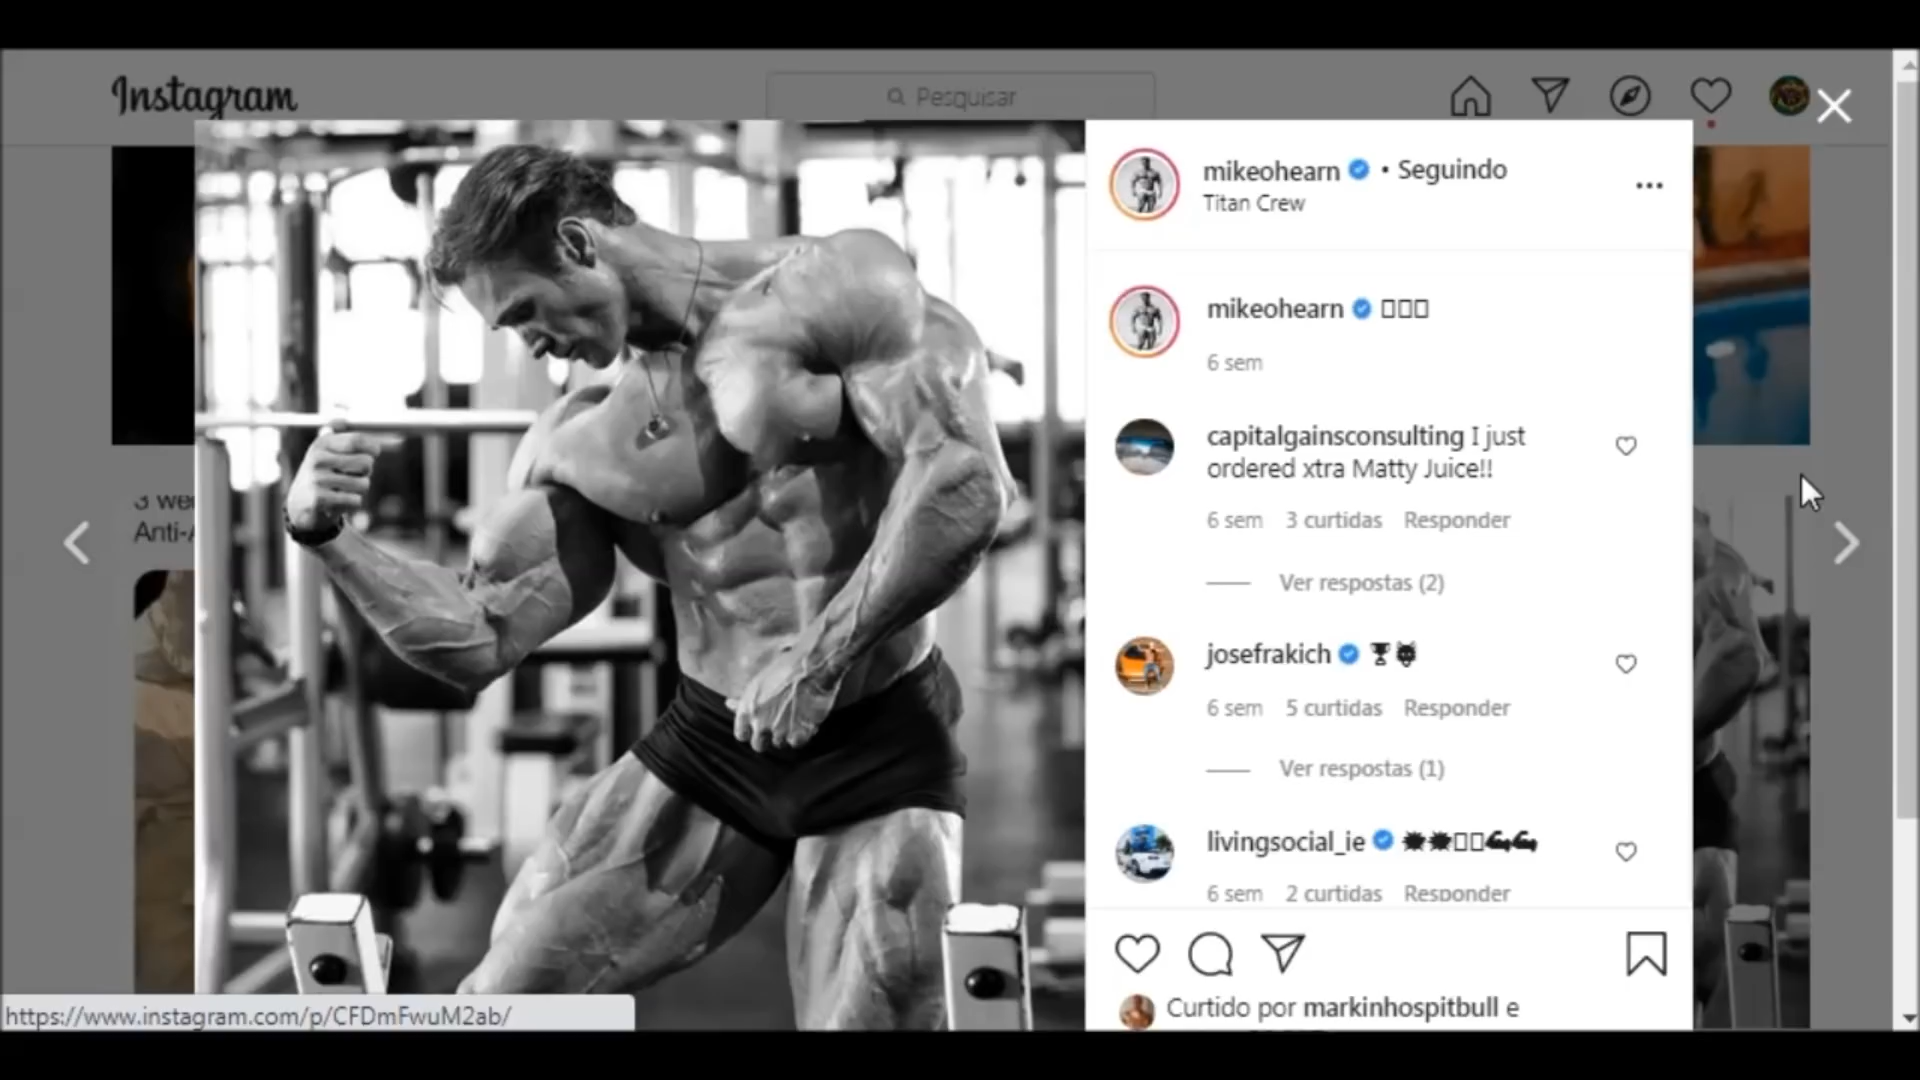 Instagram
Pesquisar
mikeohearn • Seguindo
Titan Crew
mikeohearn
6 sem
capitalgainsconsulting I just
ordered xtra Matty Juice!!
6 sem 3 curtidas Responder
Ver respostas (2)
josefrakich 🏆
6 sem 5 curtidas Responder
Ver respostas (1)
livingsocial_ie 💪💪
6 sem 2 curtidas Responder
Curtido por markinhospitbull e
Anti-
https://www.instagram.com/p/CFDmFwuM2ab/